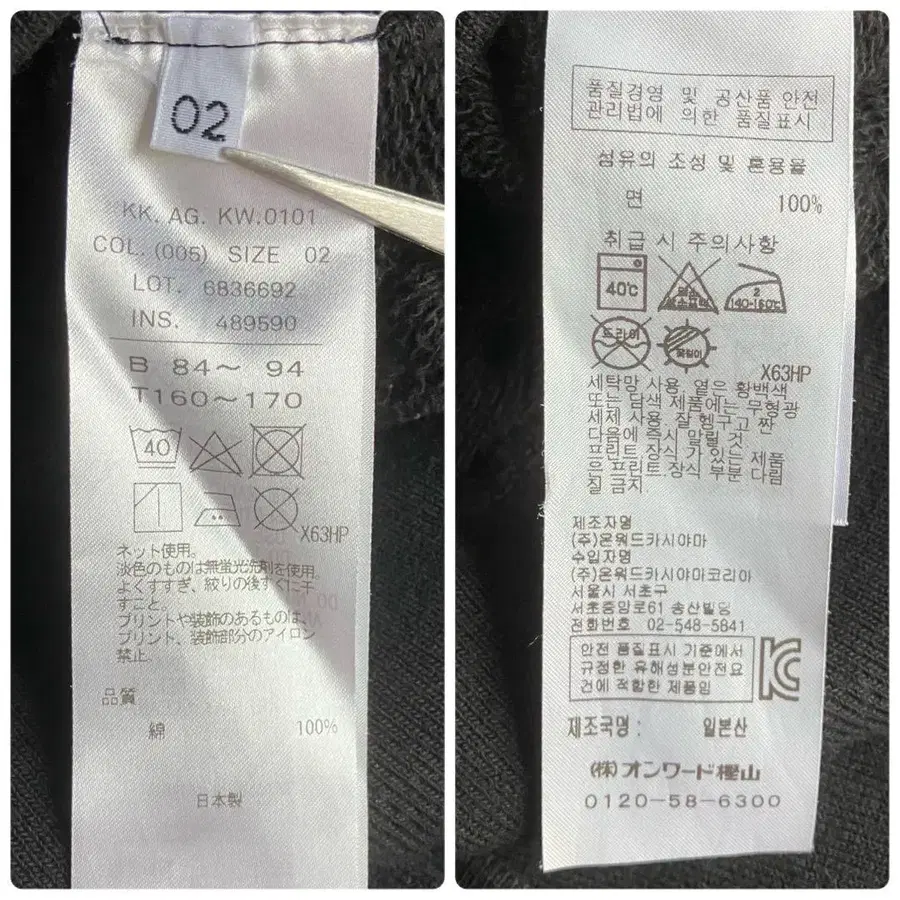 02
KK. AG. KW.0101
COL. (005) SIZE 02
LOT. 6836692
INS. 489590
B 84〜 94
T160〜170
40
X63HP
ネット使用。
淡色のものは無蛍光洗剤を使用。
よくすすぎ、絞りの後すぐに干
すこと。
プリントや装飾のあるものは、
プリント、装飾部分のアイロン
禁止。
品質
綿 100%
日本製
품질경영 및 공산품 안전
관리법에 의한 품질표시
섬유의 조성 및 혼용율
면 100%
취급 시 주의사항
40℃
염소표백
2
140-160℃
드라이
옷걸이
X63HP
세탁망 사용 옅은 황백색
또는 담색 제품에는 무형광
세제 사용. 잘 헹구고 짠
다음에 즉시 말릴 것.
프린트.장식 가 있는 제품
은 프린트.장식 부분 다림
질 금지.
제조자명
(주)온워드카시야마
수입자명
(주)온워드카시야마코리아
서울시 서초구
서초중앙로61 송산빌딩
전화번호 02-548-5841
안전 품질표시 기준에서
규정한 유해성분안전요
건에 적합한 제품임
제조국명 : 일본산
(株)オンワード樫山
0120-58-6300